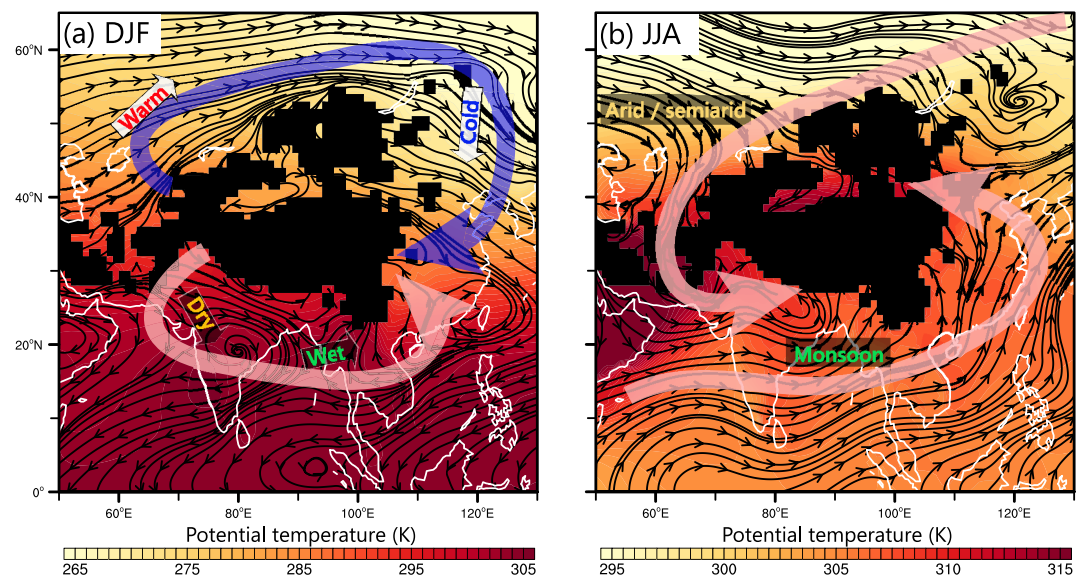 (a) DJF
(b) JJA
60°N
Warm
Cold
Arid / semiarid
40°N
Dry
20°N
Wet
Monsoon
0°
60°E
80°E
100°E
120°E
60°E
80°E
100°E
120°E
Potential temperature (K)
Potential temperature (K)
265
275
285
295
305
295
300
305
310
315